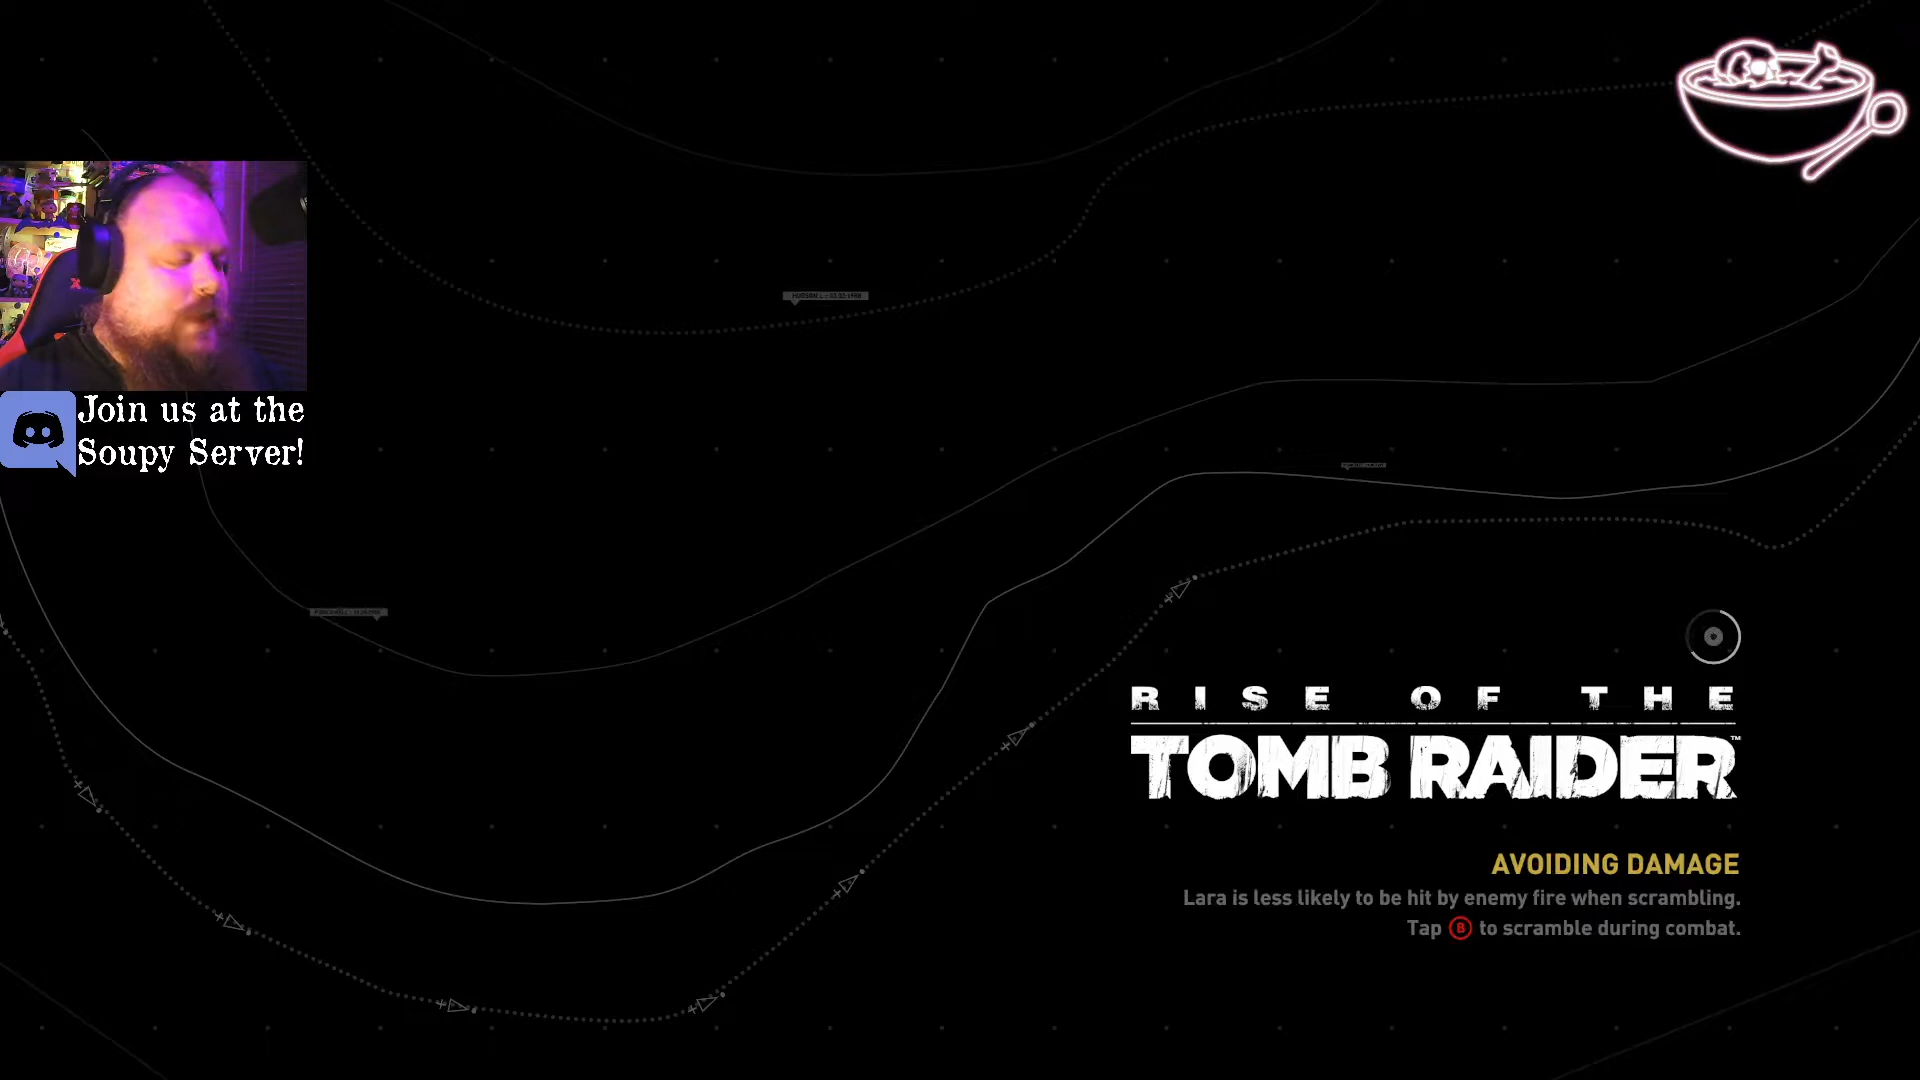 Join us at the
Soupy Server!
RISE OF THE
TOMB RAIDER™
AVOIDING DAMAGE
Lara is less likely to be hit by enemy fire when scrambling.
Tap B to scramble during combat.